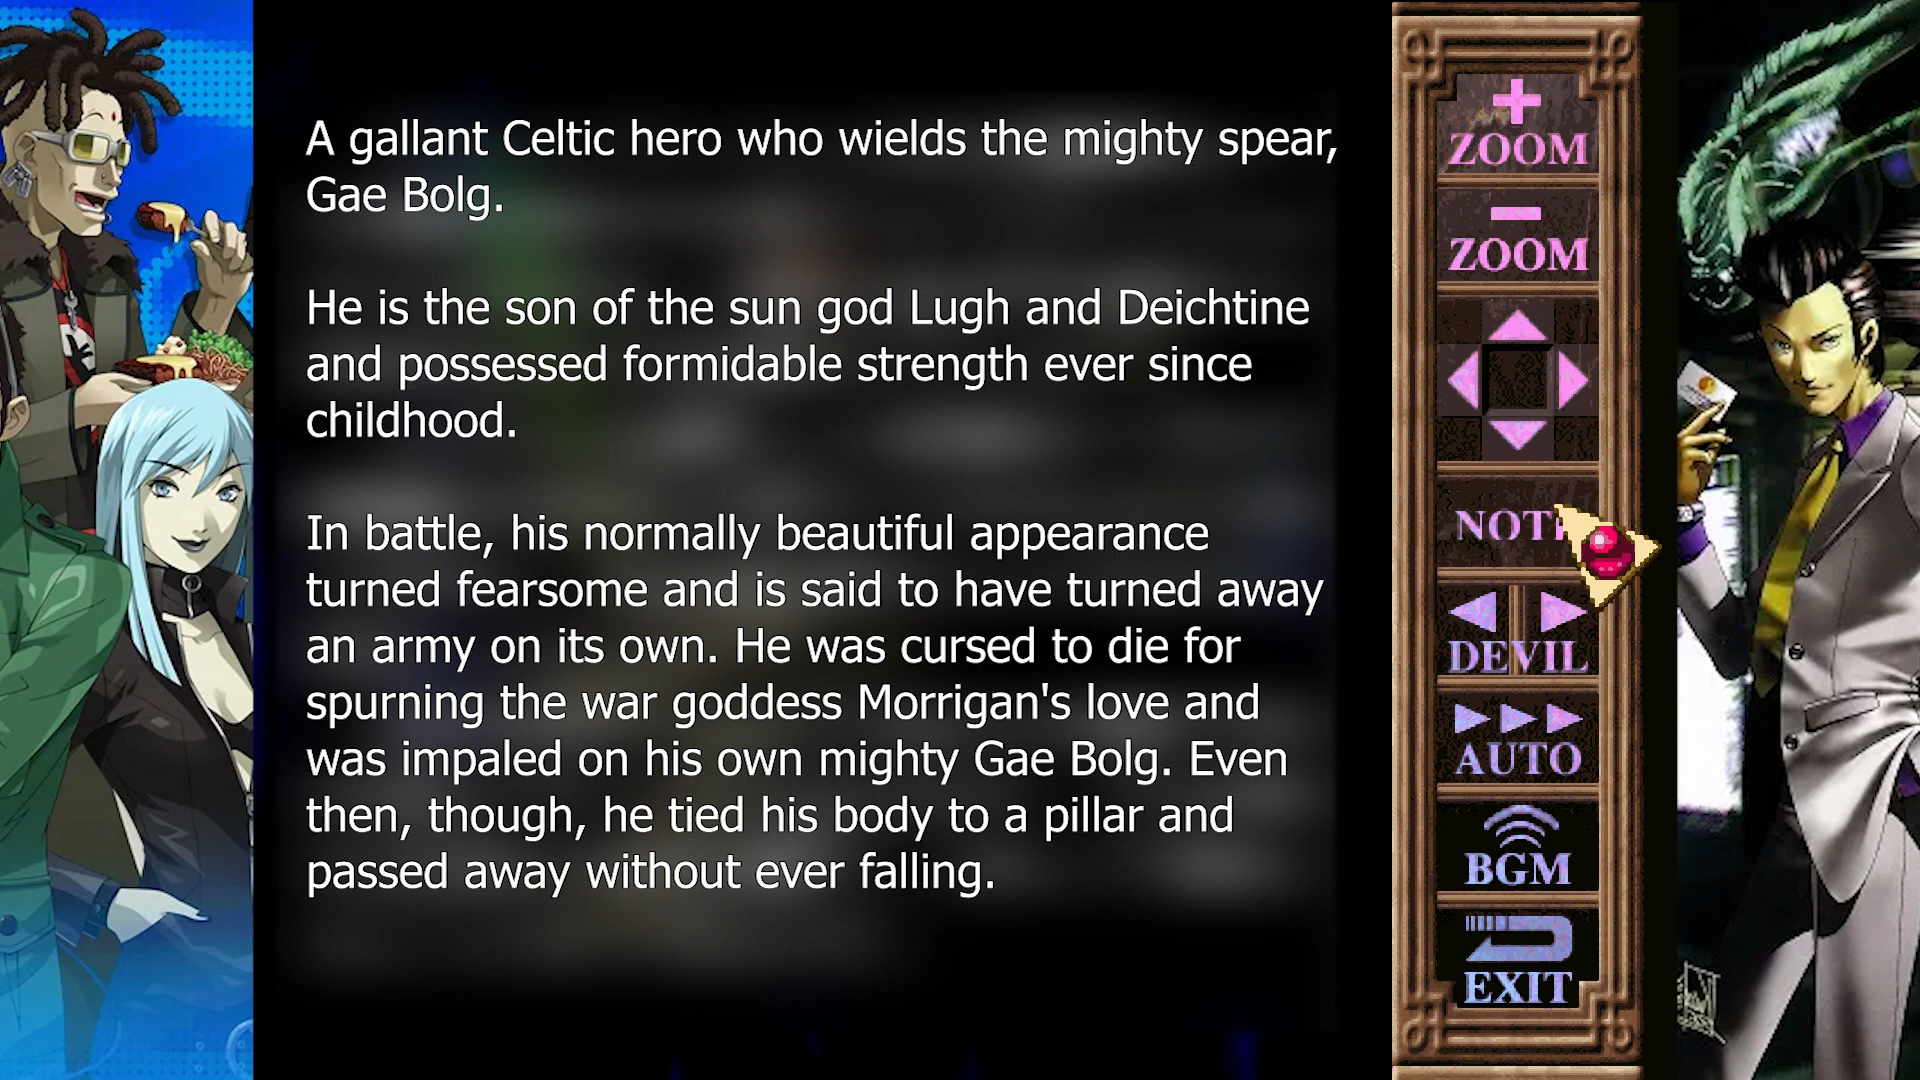 A gallant Celtic hero who wields the mighty spear,
Gae Bolg.
He is the son of the sun god Lugh and Deichtine
and possessed formidable strength ever since
childhood.
In battle, his normally beautiful appearance
turned fearsome and is said to have turned away
an army on its own. He was cursed to die for
spurning the war goddess Morrigan's love and
was impaled on his own mighty Gae Bolg. Even
then, though, he tied his body to a pillar and
passed away without ever falling.
ZOOM
ZOOM
DEVIL
AUTO
BGM
EXIT